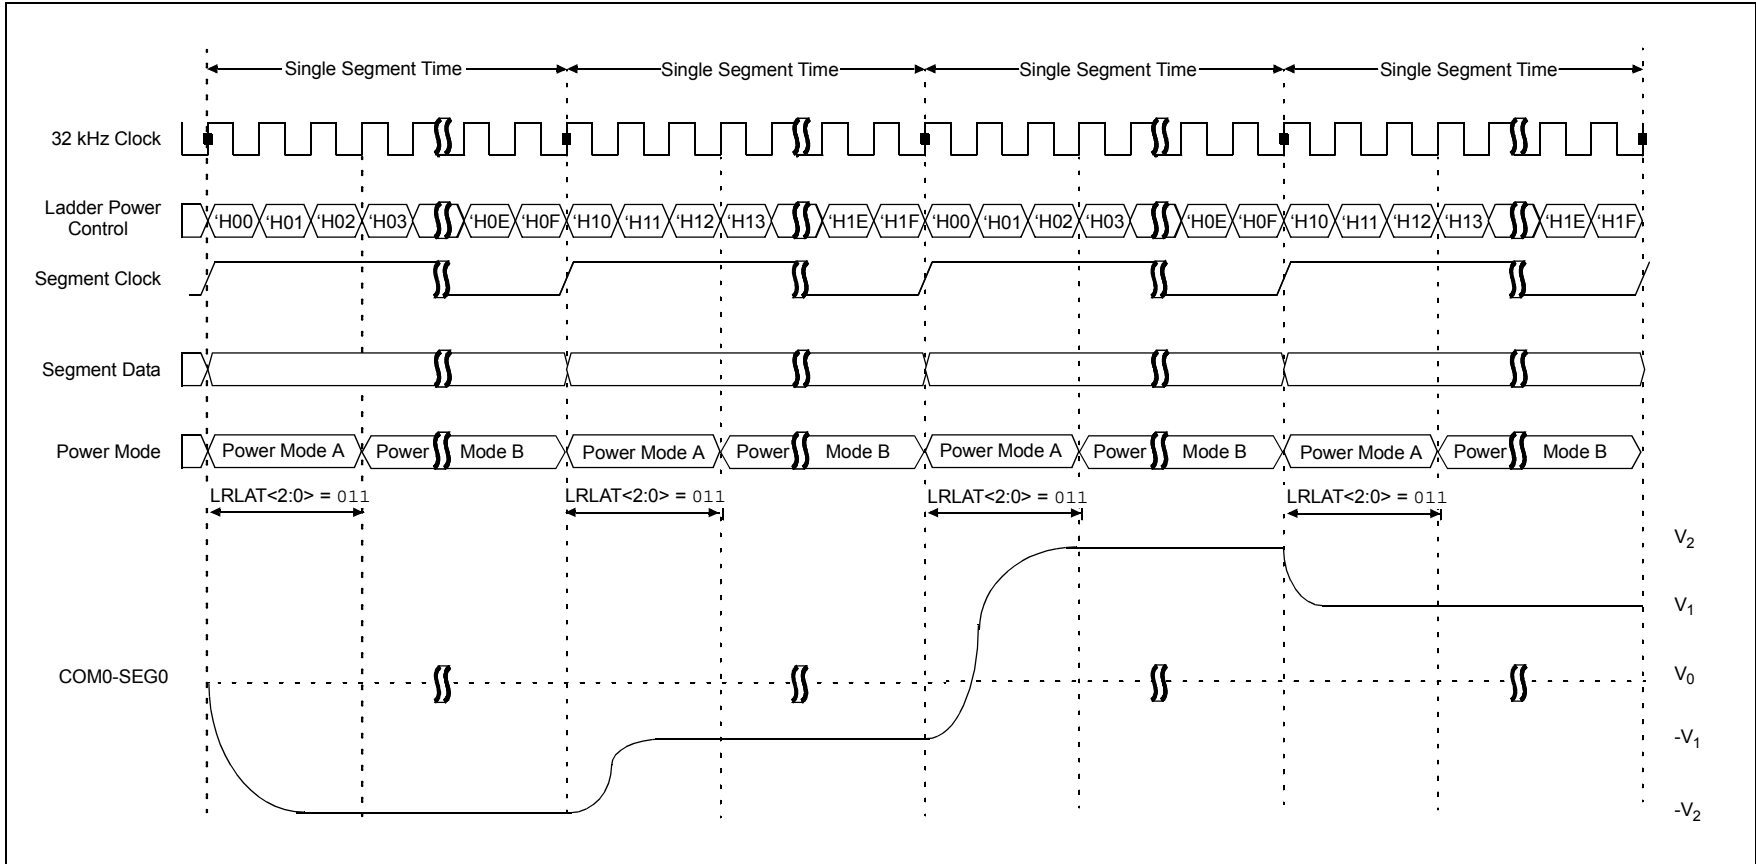 Single Segment Time Single Segment Time Single Segment Time Single Segment Time
32 kHz Clock
Ladder Power
Control
‘H00 ‘H01 ‘H02 ‘H03 ‘H0E ‘H0F ‘H10 ‘H11 ‘H12 ‘H13 ‘H1E ‘H1F ‘H00 ‘H01 ‘H02 ‘H03 ‘H0E ‘H0F ‘H10 ‘H11 ‘H12 ‘H13 ‘H1E ‘H1F
Segment Clock
Segment Data
Power Mode Power Mode A Power Mode B Power Mode A Power Mode B Power Mode A Power Mode B Power Mode A Power Mode B
LRLAT<2:0> = 011 LRLAT<2:0> = 011 LRLAT<2:0> = 011 LRLAT<2:0> = 011
V2
V1
COM0-SEG0 V0
-V1
-V2